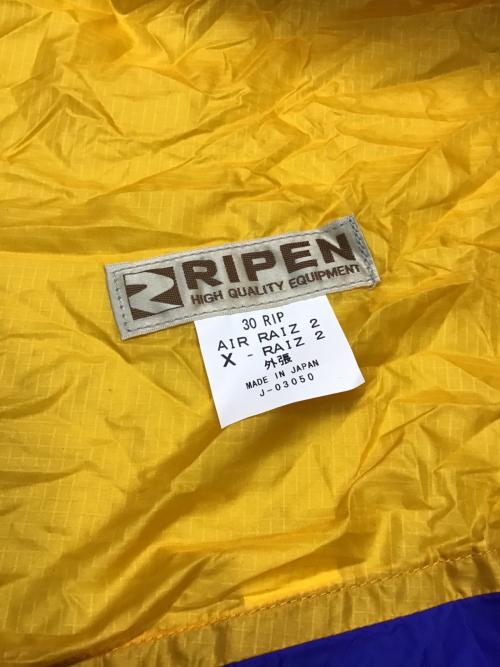 RIPEN
HIGH QUALITY EQUIPMENT
30 RIP
AIR RAIZ 2
X - RAIZ 2
外張
MADE IN JAPAN
J-03050